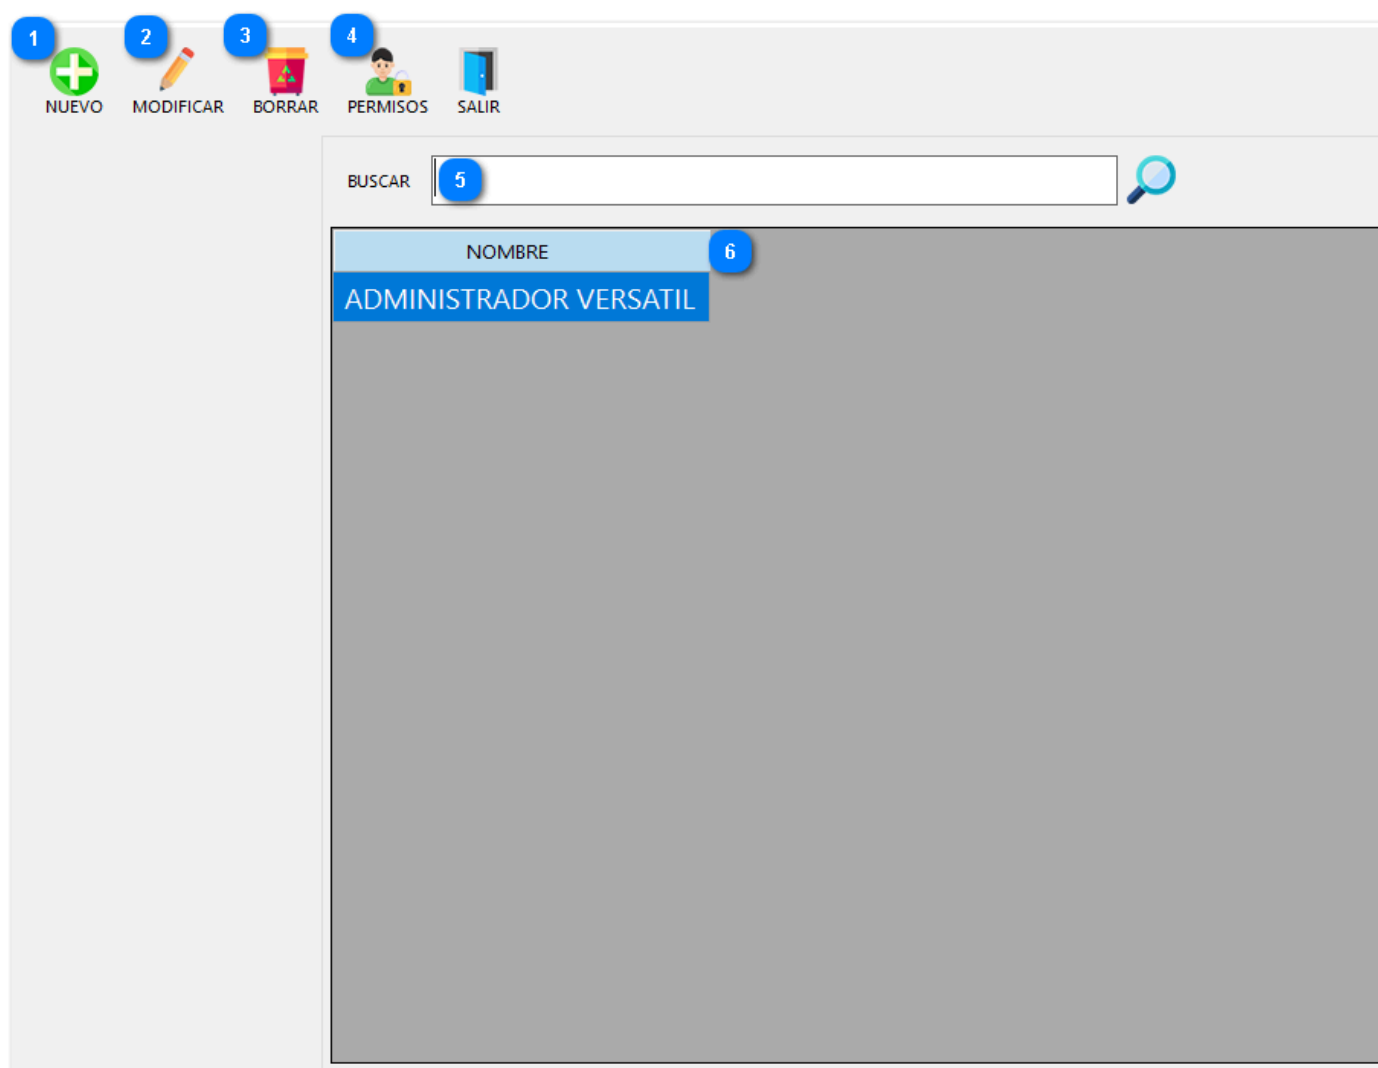 1 2 3 4
NUEVO MODIFICAR BORRAR PERMISOS SALIR
BUSCAR 5
NOMBRE 6
ADMINISTRADOR VERSATIL